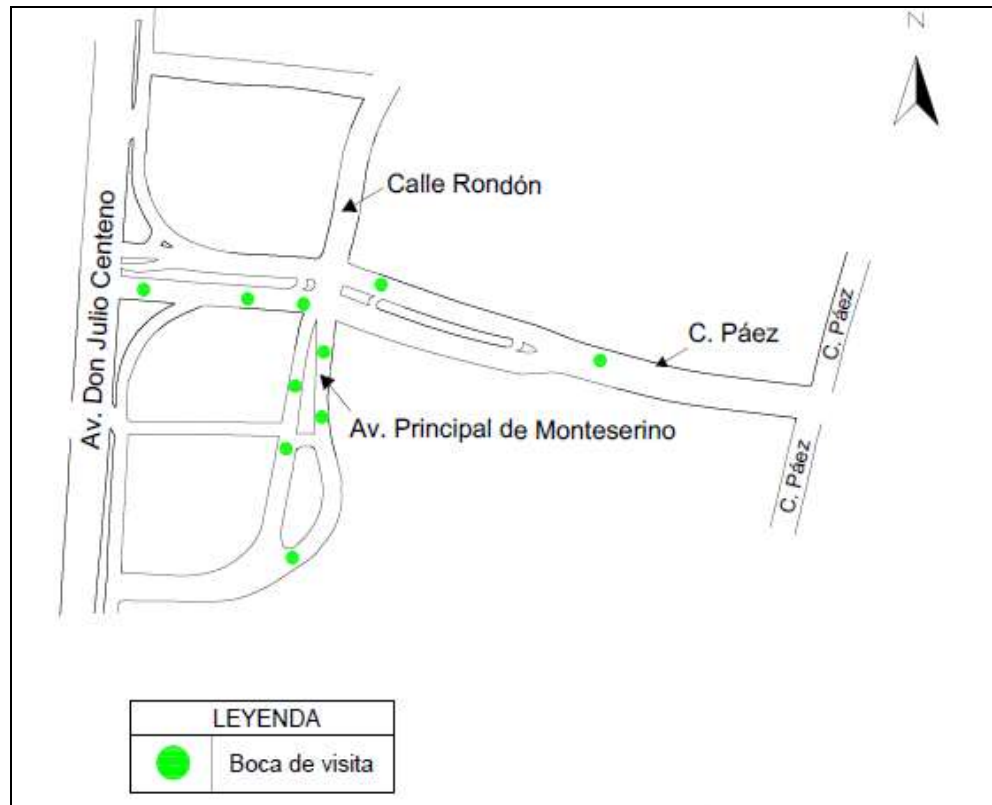 N
Calle Rondón
Av. Don Julio Centeno
C. Páez
C. Páez
Av. Principal de Monteserino
C. Páez
LEYENDA
Boca de visita